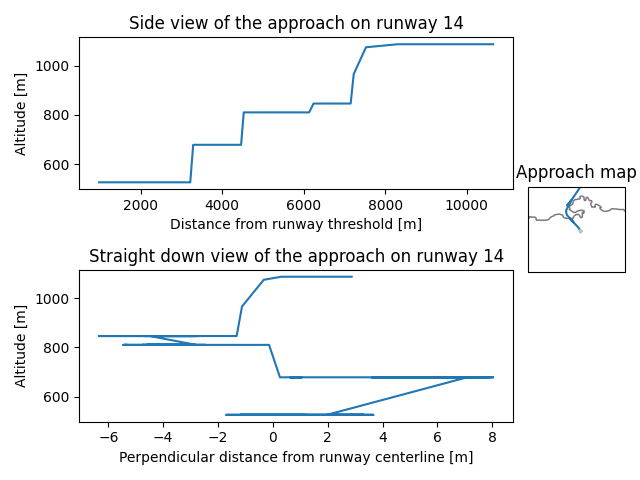 Side view of the approach on runway 14
1000
800
600
Altitude [m]
2000 4000 6000 8000 10000
Distance from runway threshold [m]
Approach map
Straight down view of the approach on runway 14
1000
800
600
Altitude [m]
−6 −4 −2 0 2 4 6 8
Perpendicular distance from runway centerline [m]